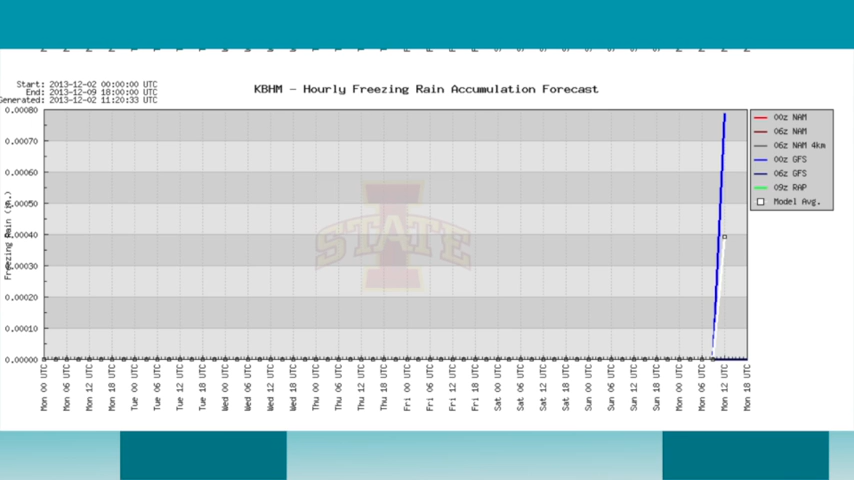 Start: 2013-12-02 00:00:00 UTC
End: 2013-12-09 18:00:00 UTC
Generated: 2013-12-02 11:20:33 UTC
KBHM - Hourly Freezing Rain Accumulation Forecast
0.00080
0.00070
0.00060
0.00050
0.00040
0.00030
0.00020
0.00010
0.00000
Freezing Rain (in.)
STATE
00z NAM
06z NAM
06z NAM 4km
00z GFS
06z GFS
09z RAP
Model Avg.
Mon 00 UTC
Mon 06 UTC
Mon 12 UTC
Mon 18 UTC
Tue 00 UTC
Tue 06 UTC
Tue 12 UTC
Tue 18 UTC
Wed 00 UTC
Wed 06 UTC
Wed 12 UTC
Wed 18 UTC
Thu 00 UTC
Thu 06 UTC
Thu 12 UTC
Thu 18 UTC
Fri 00 UTC
Fri 06 UTC
Fri 12 UTC
Fri 18 UTC
Sat 00 UTC
Sat 06 UTC
Sat 12 UTC
Sat 18 UTC
Sun 00 UTC
Sun 06 UTC
Sun 12 UTC
Sun 18 UTC
Mon 00 UTC
Mon 06 UTC
Mon 12 UTC
Mon 18 UTC